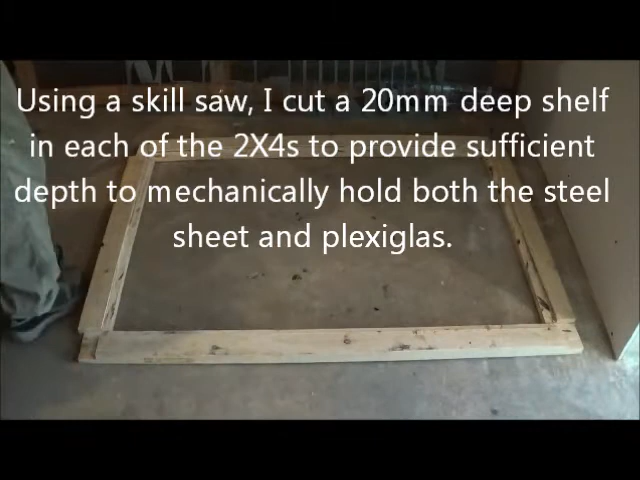 Using a skill saw, I cut a 20mm deep shelf
in each of the 2X4s to provide sufficient
depth to mechanically hold both the steel
sheet and plexiglas.